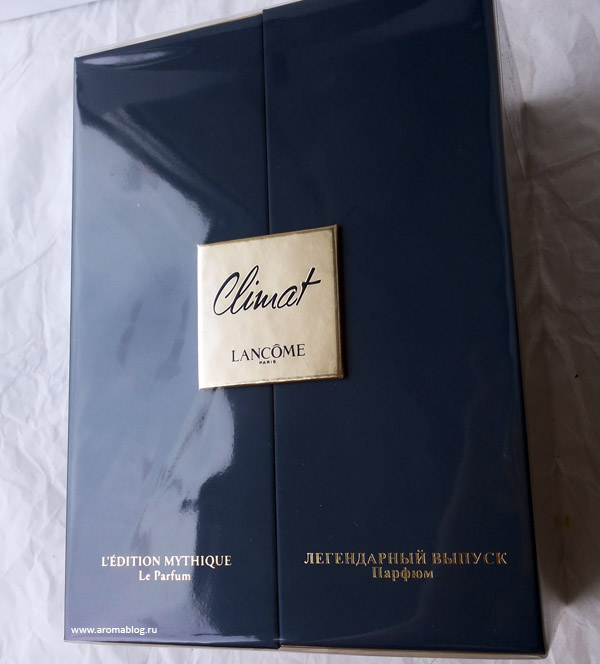 Climat
LANCÔME
PARIS
L'ÉDITION MYTHIQUE
Le Parfum
ЛЕГЕНДАРНЫЙ ВЫПУСК
Парфюм
www.aromablog.ru